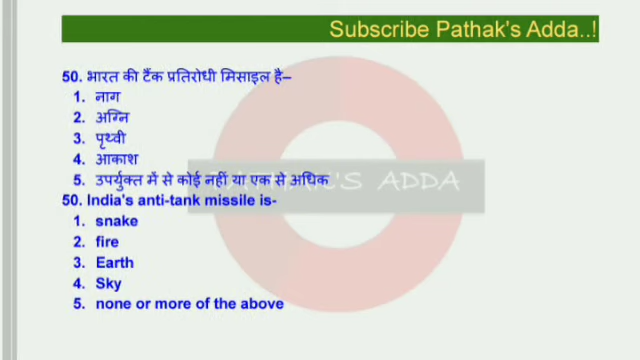 Subscribe Pathak's Adda..!
50. भारत की टैंक प्रतिरोधी मिसाइल है–
1. नाग
2. अग्नि
3. पृथ्वी
4. आकाश
5. उपर्युक्त में से कोई नहीं या एक से अधिक
PATHAK'S ADDA
50. India's anti-tank missile is-
1. snake
2. fire
3. Earth
4. Sky
5. none or more of the above